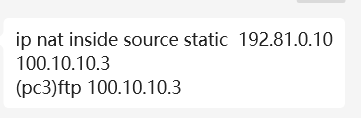 ip nat inside source static  192.81.0.10
100.10.10.3
(pc3)ftp 100.10.10.3